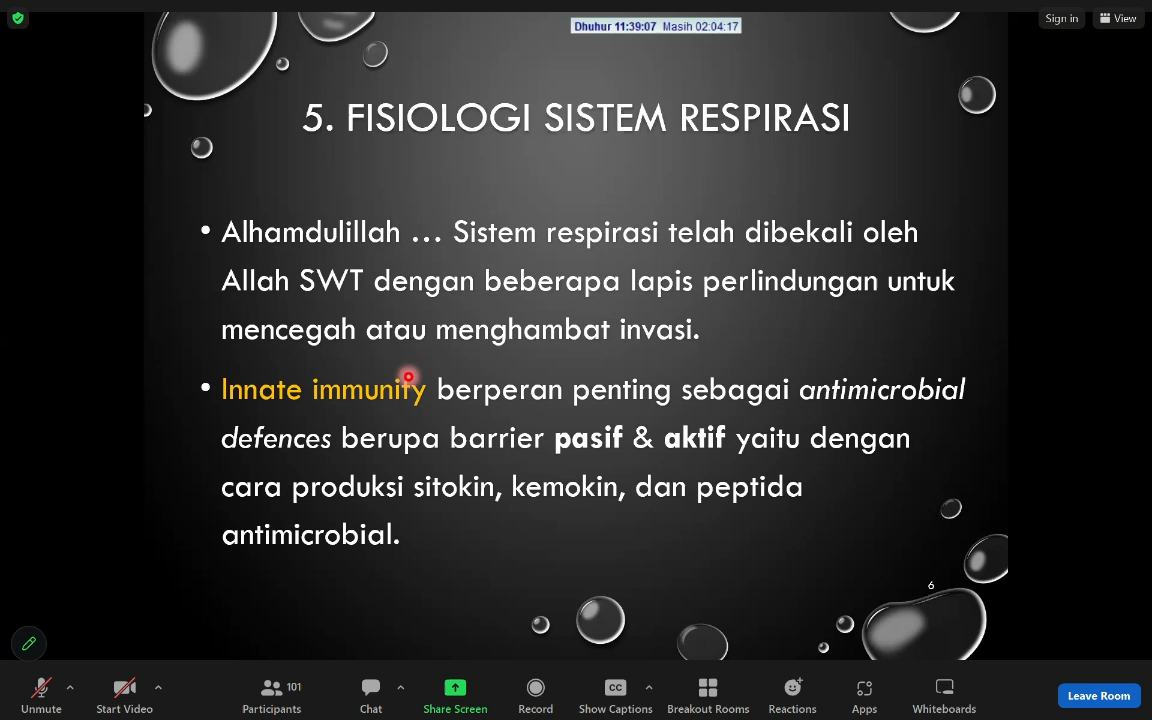 Dhuhur 11:39:07 Masih 02:04:17
Sign in
View
5. FISIOLOGI SISTEM RESPIRASI
• Alhamdulillah ... Sistem respirasi telah dibekali oleh
Allah SWT dengan beberapa lapis perlindungan untuk
mencegah atau menghambat invasi.
• Innate immunity berperan penting sebagai antimicrobial
defences berupa barrier pasif & aktif yaitu dengan
cara produksi sitokin, kemokin, dan peptida
antimicrobial.
6
101
CC
Unmute
Start Video
Participants
Chat
Share Screen
Record
Show Captions
Breakout Rooms
Reactions
Apps
Whiteboards
Leave Room